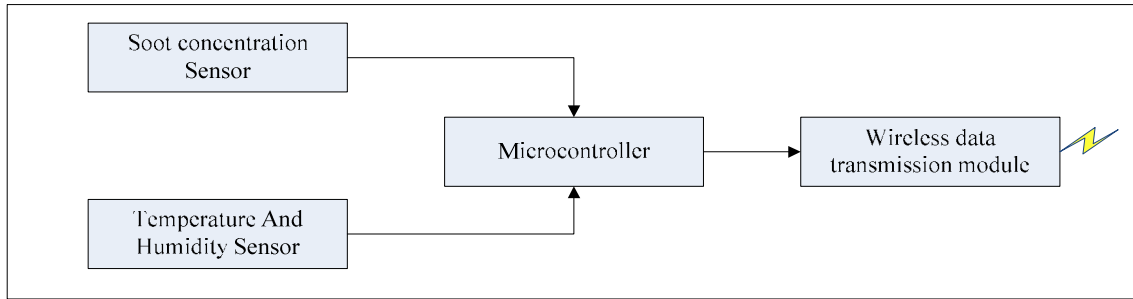 Soot concentration
Sensor
Microcontroller
Wireless data
transmission module
Temperature And
Humidity Sensor